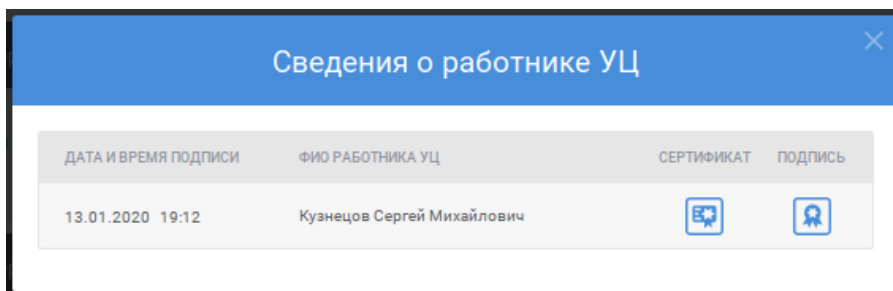 Сведения о работнике УЦ
ДАТА И ВРЕМЯ ПОДПИСИ ФИО РАБОТНИКА УЦ СЕРТИФИКАТ ПОДПИСЬ
13.01.2020 19:12 Кузнецов Сергей Михайлович